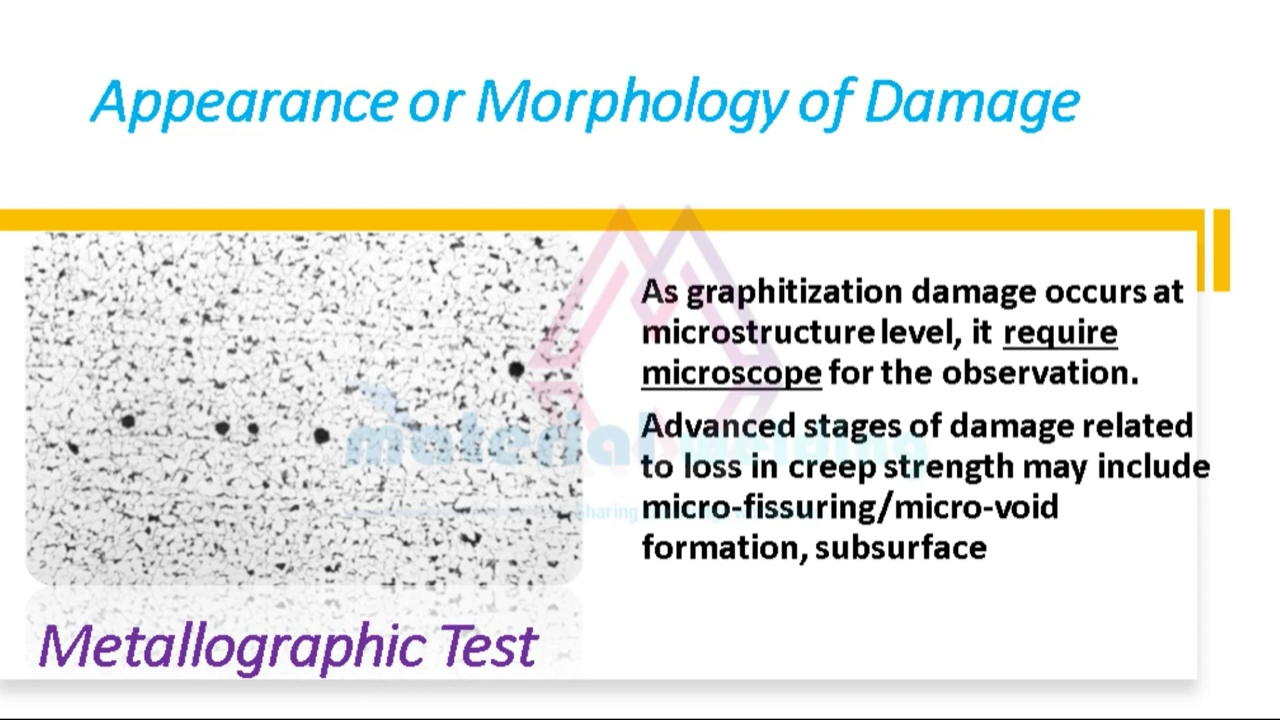 Appearance or Morphology of Damage
As graphitization damage occurs at
microstructure level, it require
microscope for the observation.
Advanced stages of damage related
to loss in creep strength may include
micro-fissuring/micro-void
formation, subsurface
Metallographic Test
Sharing